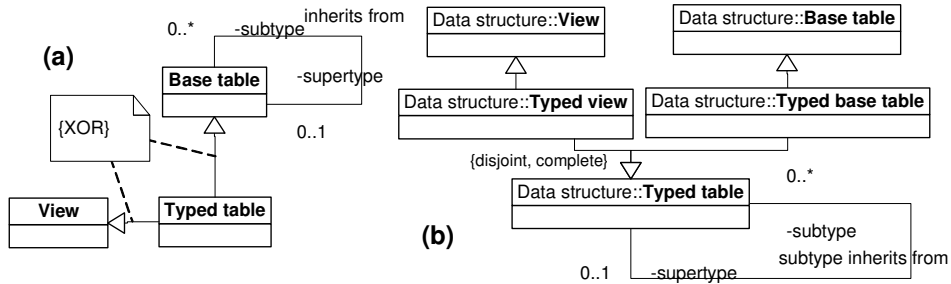 (a)
inherits from
0..*
-subtype
Base table
-supertype
0..1
{XOR}
View
Typed table
Data structure::View
Data structure::Base table
Data structure::Typed view
Data structure::Typed base table
{disjoint, complete}
0..*
Data structure::Typed table
(b)
-subtype
subtype inherits from
0..1
-supertype